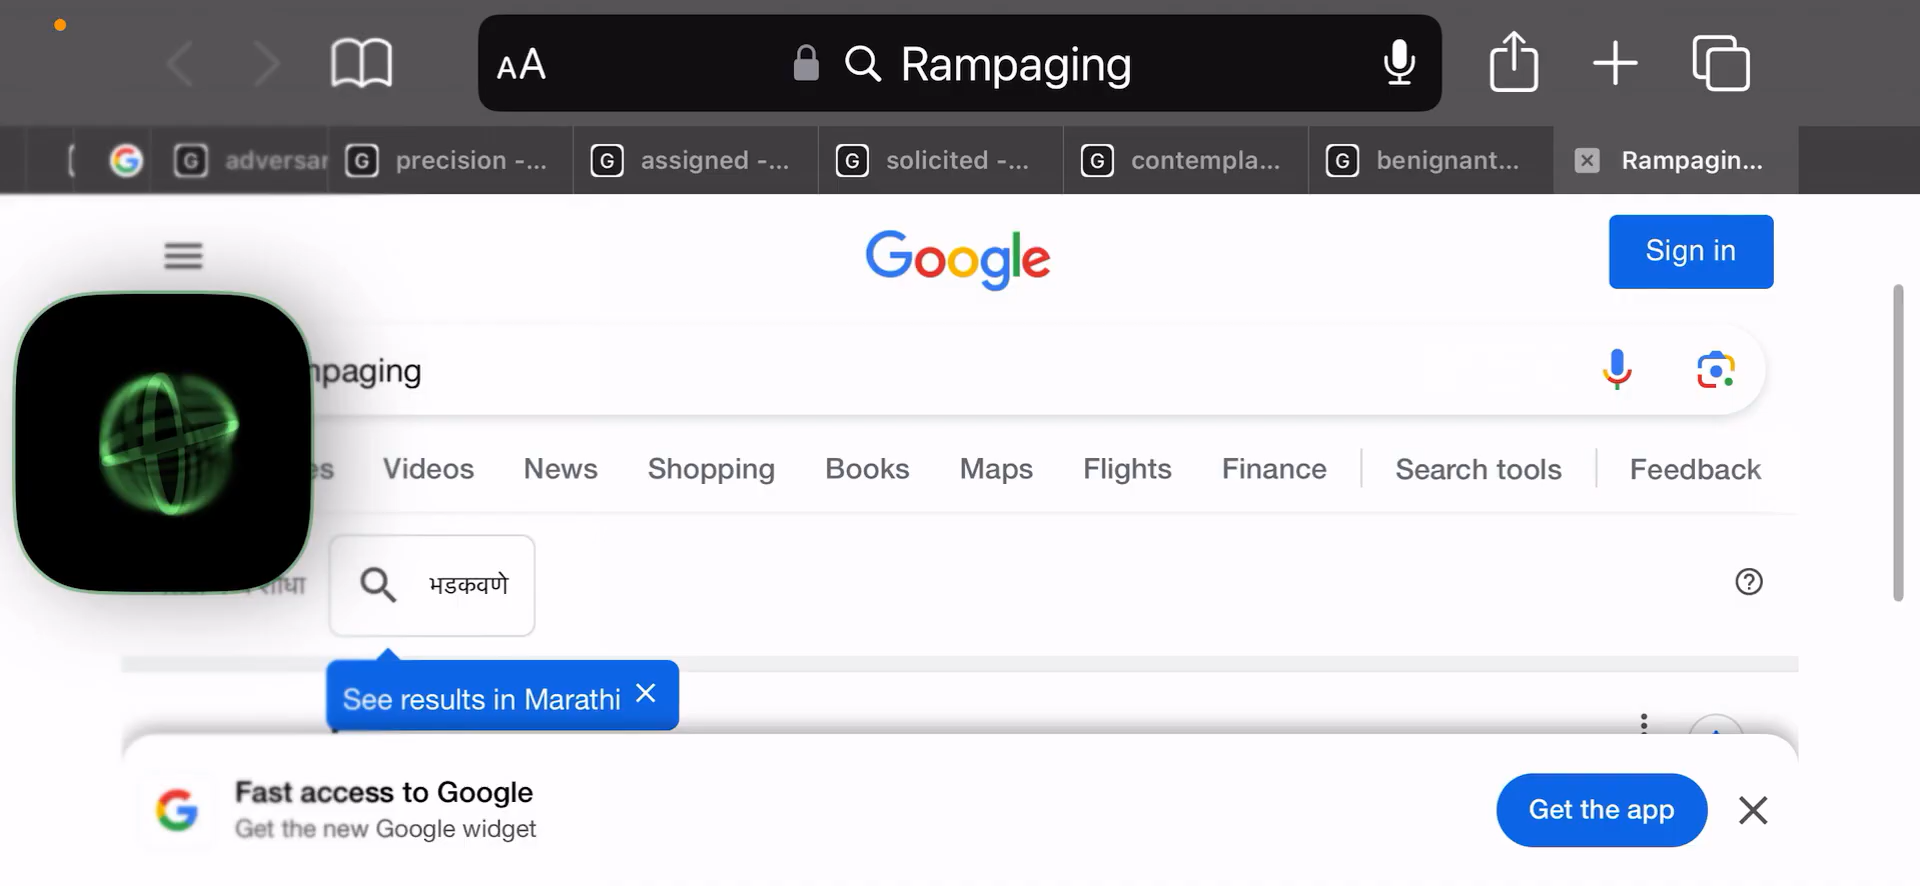 AA Rampaging
adversar precision -... assigned -... solicited -... contempla... benignant... Rampagin...
Google
Sign in
paging
Videos News Shopping Books Maps Flights Finance Search tools Feedback
भडकवणे
See results in Marathi
Fast access to Google
Get the new Google widget
Get the app